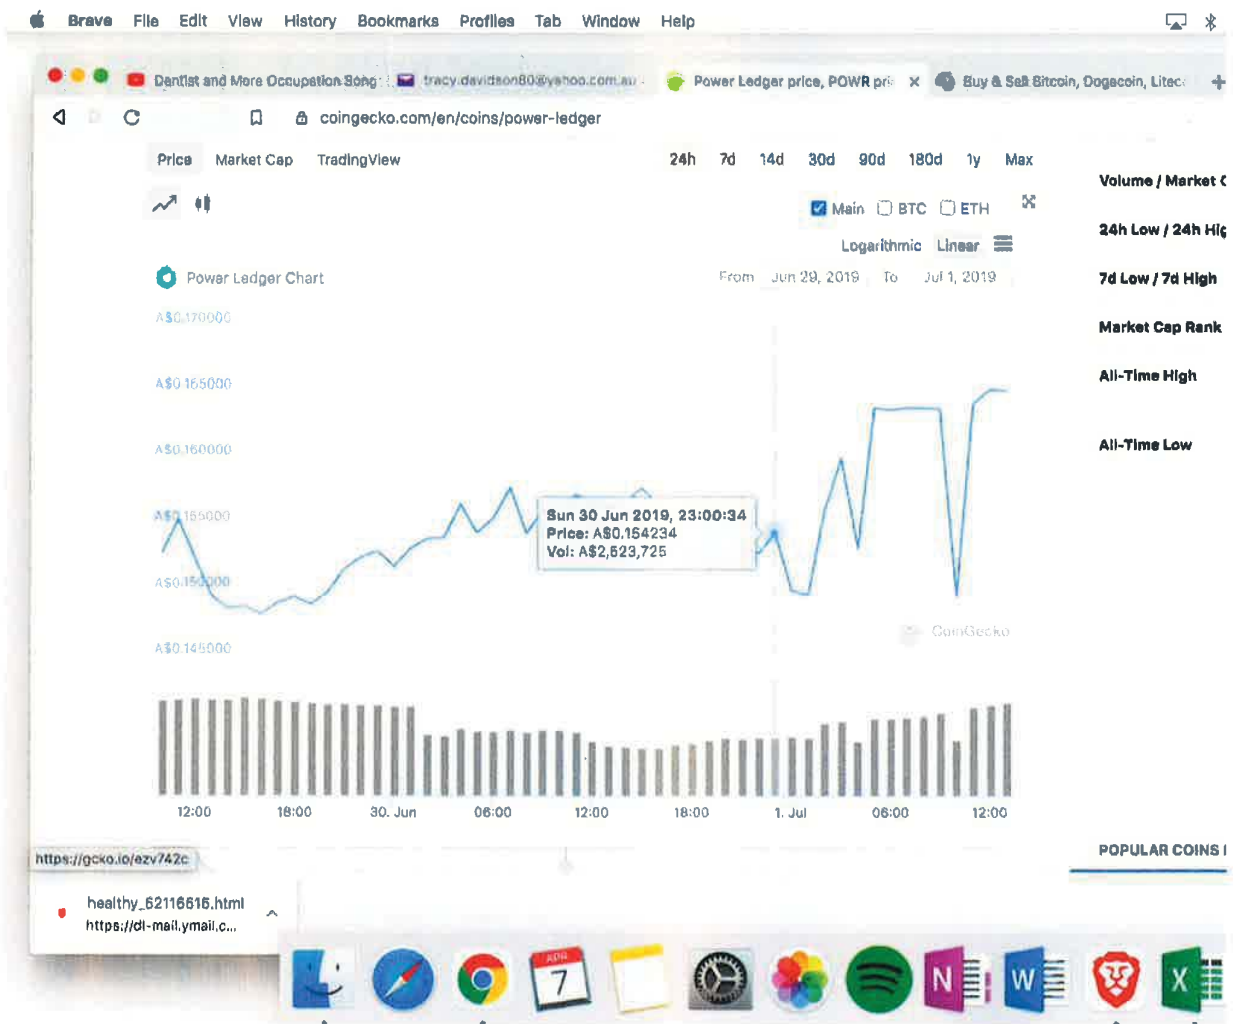 Brave File Edit View History Bookmarks Profiles Tab Window Help
Dentist and More Occupation Song tracy.davidson80@yahoo.com.au - Power Ledger price, POWR pri Buy & Sell Bitcoin, Dogecoin, Litec
coingecko.com/en/coins/power-ledger
Price Market Cap TradingView 24h 7d 14d 30d 90d 180d 1y Max
Volume / Market C
Main BTC ETH
24h Low / 24h Hig
Logarithmic Linear
Power Ledger Chart From Jun 29, 2019 To Jul 1, 2019
7d Low / 7d High
A$0.170000
Market Cap Rank
A$0.165000
All-Time High
A$0.160000
All-Time Low
A$0.155000
Sun 30 Jun 2019, 23:00:34
Price: A$0.154234
Vol: A$2,523,725
A$0.150000
CoinGecko
A$0.145000
12:00 18:00 30. Jun 06:00 12:00 18:00 1. Jul 06:00 12:00
https://gcko.io/ezv742c
POPULAR COINS
healthy_62116615.html
https://dl-mail.ymail.c...
APR
7
N W X